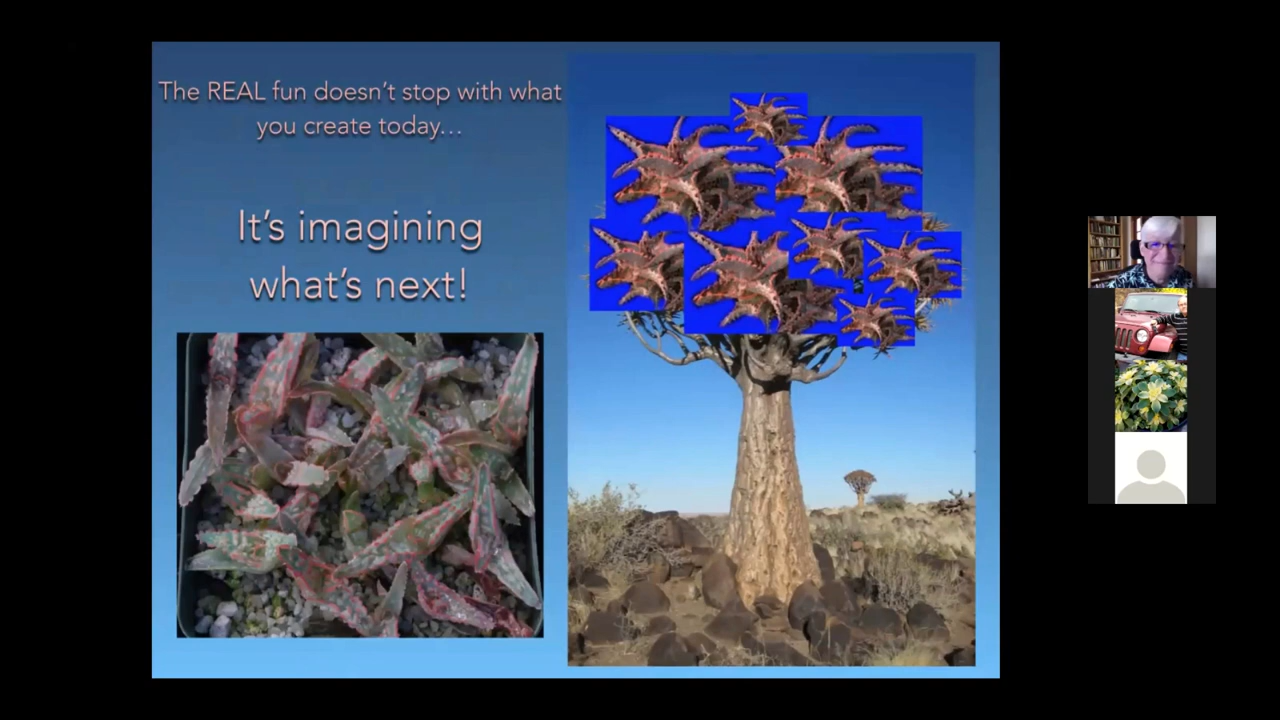 The REAL fun doesn't stop with what
you create today...
It's imagining
what's next!